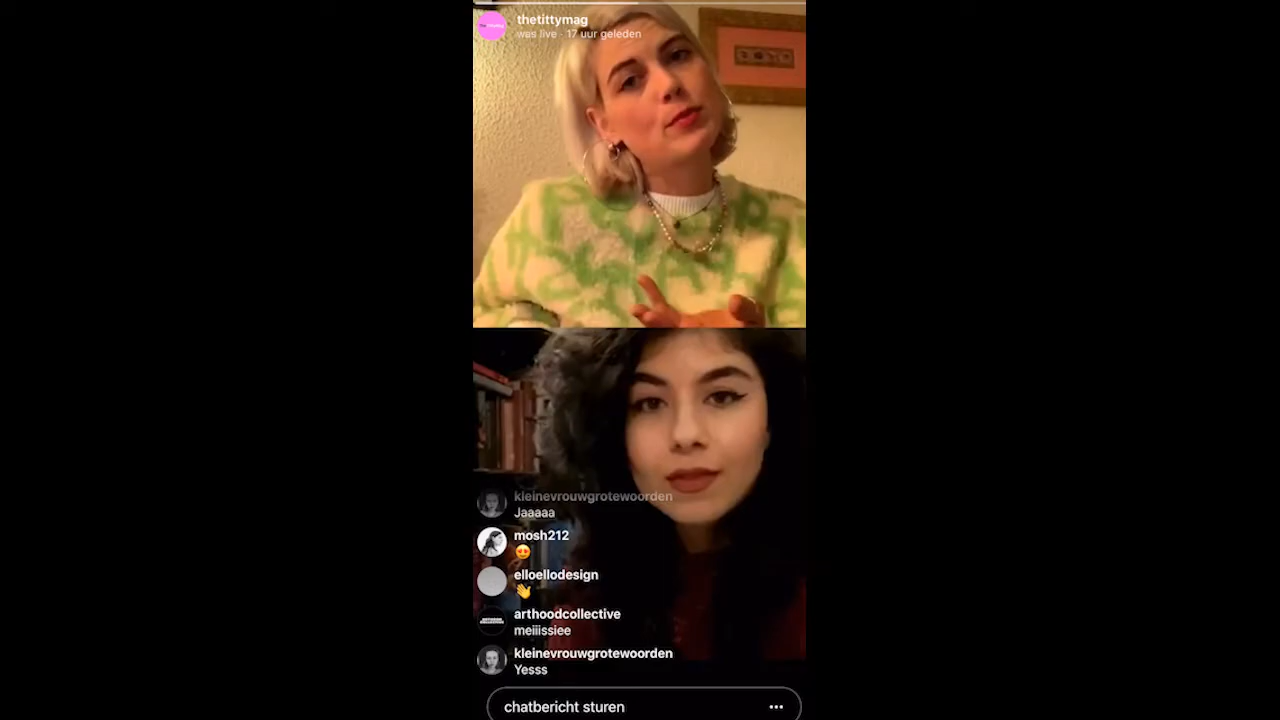 thetittymag
was live · 17 uur geleden
kleinevrouwgrotewoorden
Jaaaaa
mosh212
😍
elloellodesign
👋
arthoodcollective
meiiissiee
kleinevrouwgrotewoorden
Yesss
chatbericht sturen